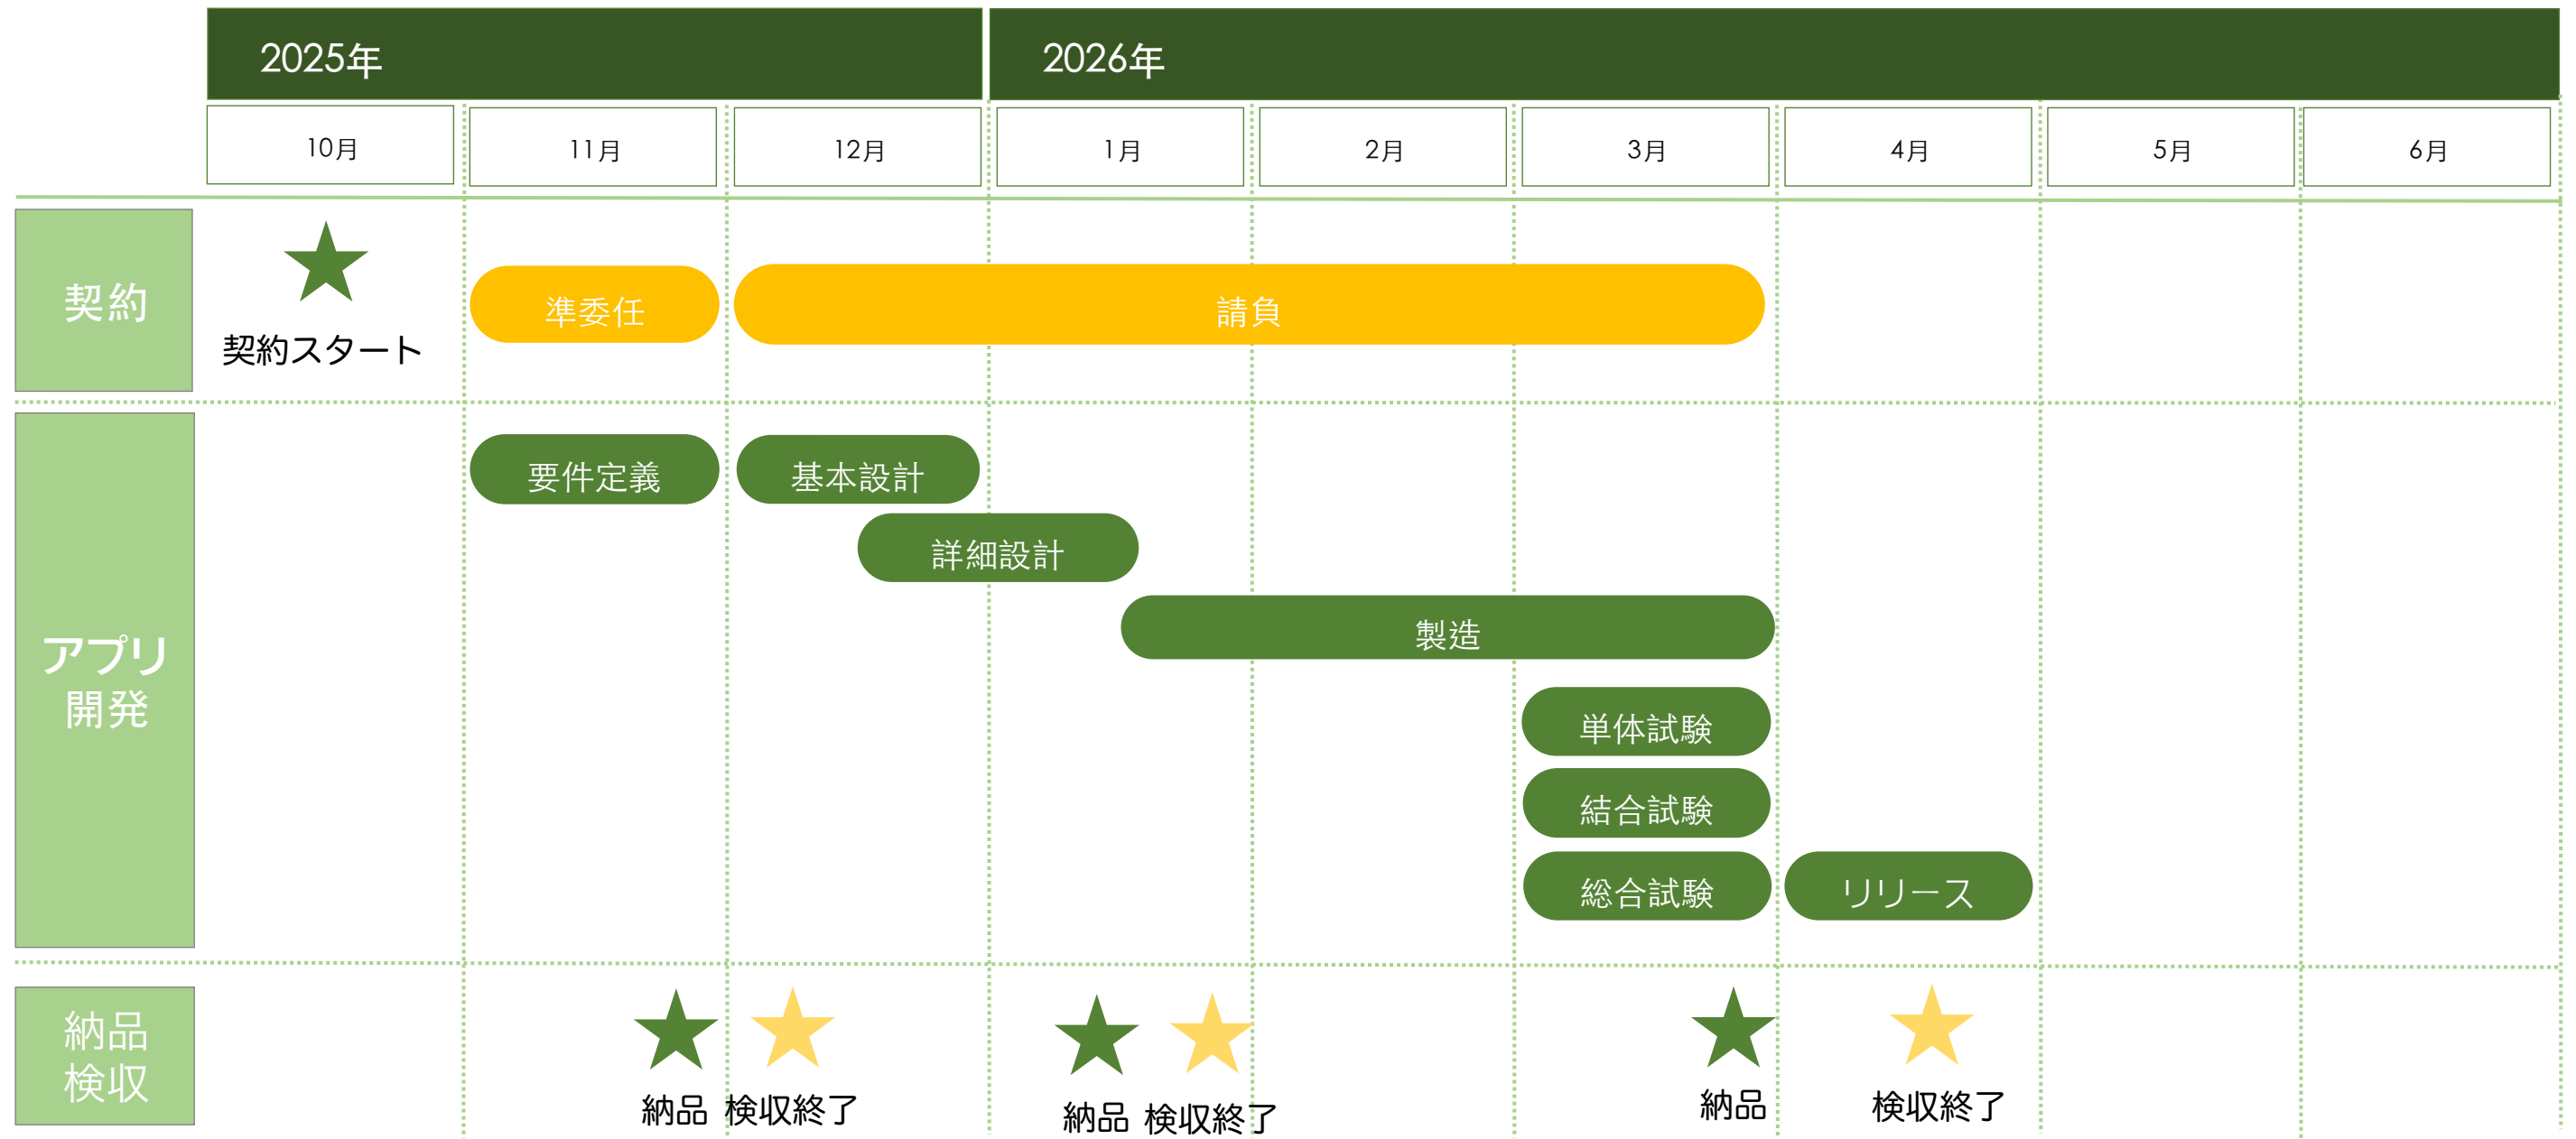 2025年
2026年
10月
11月
12月
1月
2月
3月
4月
5月
6月
契約
契約スタート
準委任
請負
アプリ
開発
要件定義
基本設計
詳細設計
製造
単体試験
結合試験
総合試験
リリース
納品
検収
納品
検収終了
納品
検収終了
納品
検収終了